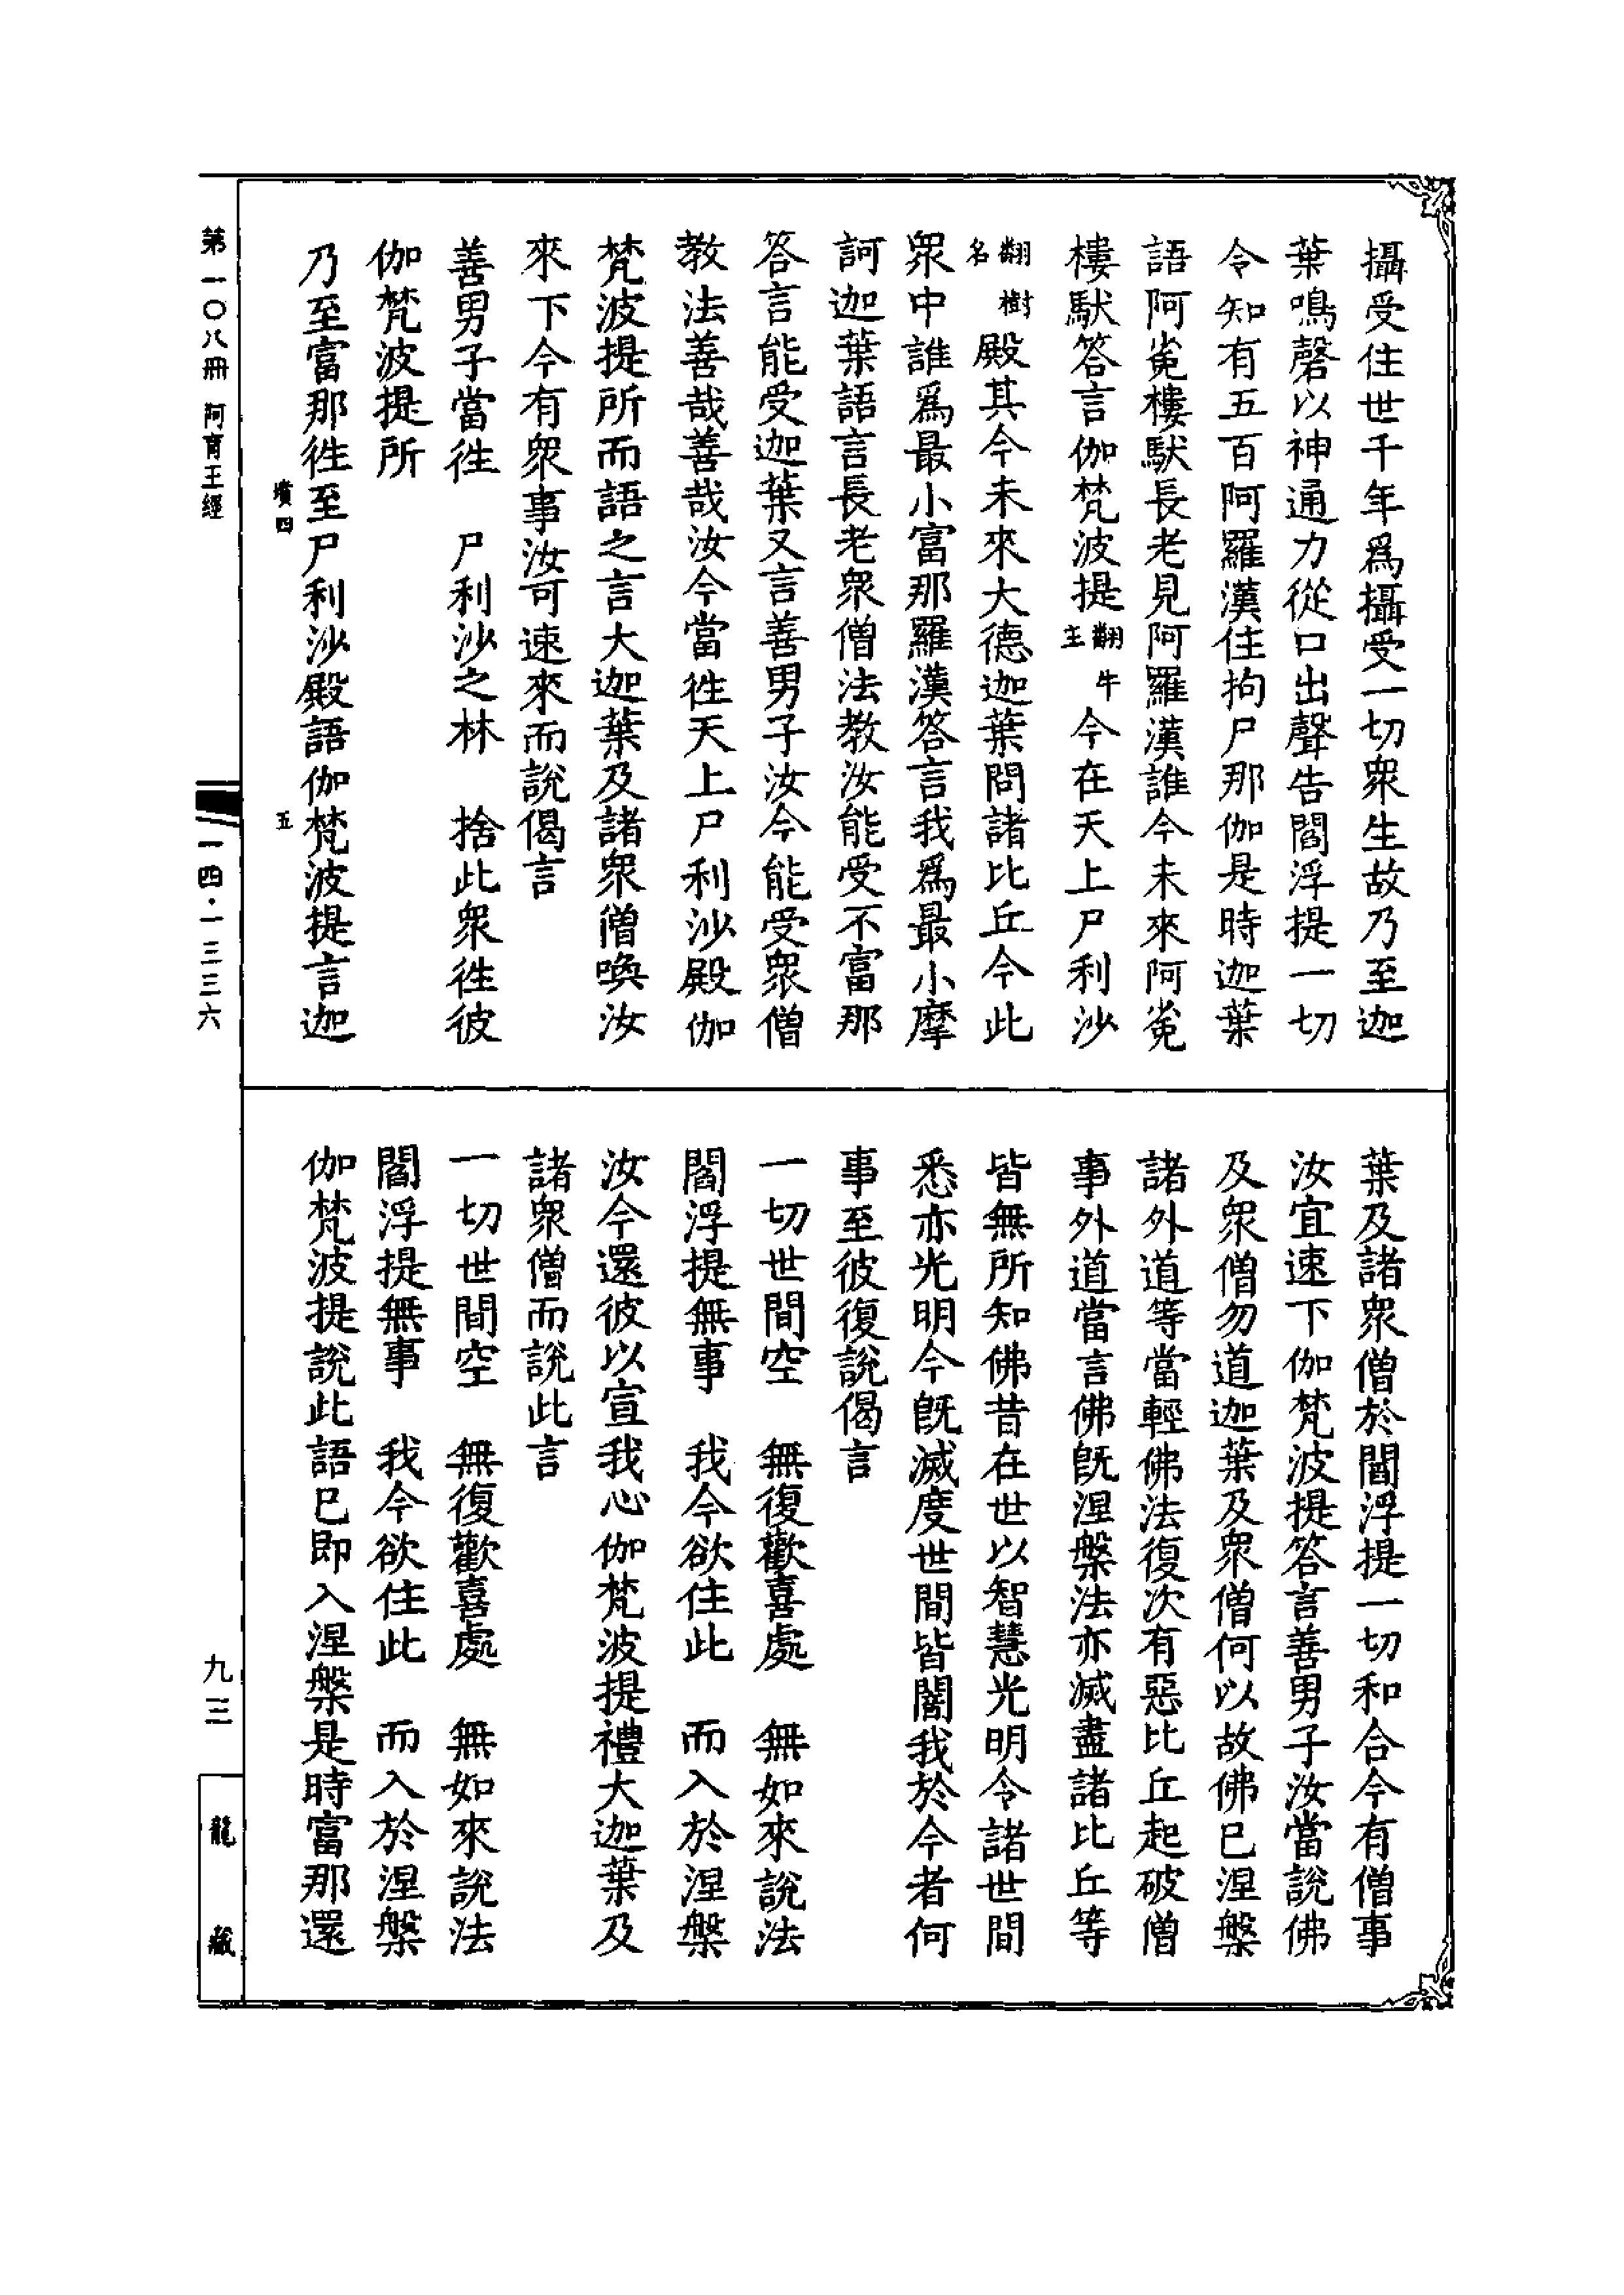 攝受住世千年爲攝受一切衆生故乃至迦
葉鳴磬以神通力從口出聲告閻浮提一切
令知有五百阿羅漢住拘尸那伽是時迦葉
語阿㝹樓馱長老見阿羅漢誰今未來阿㝹
樓馱答言伽梵波提翻牛主今在天上尸利沙
翻樹名殿其今未來大德迦葉問諸比丘今此
衆中誰爲最小富那羅漢答言我爲最小摩
訶迦葉語言長老衆僧法教汝能受不富那
答言能受迦葉又言善男子汝今能受衆僧
教法善哉善哉汝今當徃天上尸利沙殿伽
梵波提所而語之言大迦葉及諸衆僧喚汝
來下今有衆事汝可速來而說偈言
善男子當徃　尸利沙之林　捨此衆徃彼
伽梵波提所
乃至富那徃至尸利沙殿語伽梵波提言迦
葉及諸衆僧於閻浮提一切和合今有僧事
汝宜速下伽梵波提答言善男子汝當說佛
及衆僧勿道迦葉及衆僧何以故佛已涅槃
諸外道等當輕佛法復次有惡比丘起破僧
事外道當言佛旣涅槃法亦滅盡諸比丘等
皆無所知佛昔在世以智慧光明令諸世間
悉亦光明今旣滅度世間皆闇我於今者何
事至彼復說偈言
一切世間空　無復歡喜處　無如來說法
閻浮提無事　我今欲住此　而入於涅槃
汝今還彼以宣我心伽梵波提禮大迦葉及
諸衆僧而說此言
一切世間空　無復歡喜處　無如來說法
閻浮提無事　我今欲住此　而入於涅槃
伽梵波提說此語已即入涅槃是時富那還
墳四
五
第一〇八冊　阿育王經
一四·一三三六
九三
龍藏